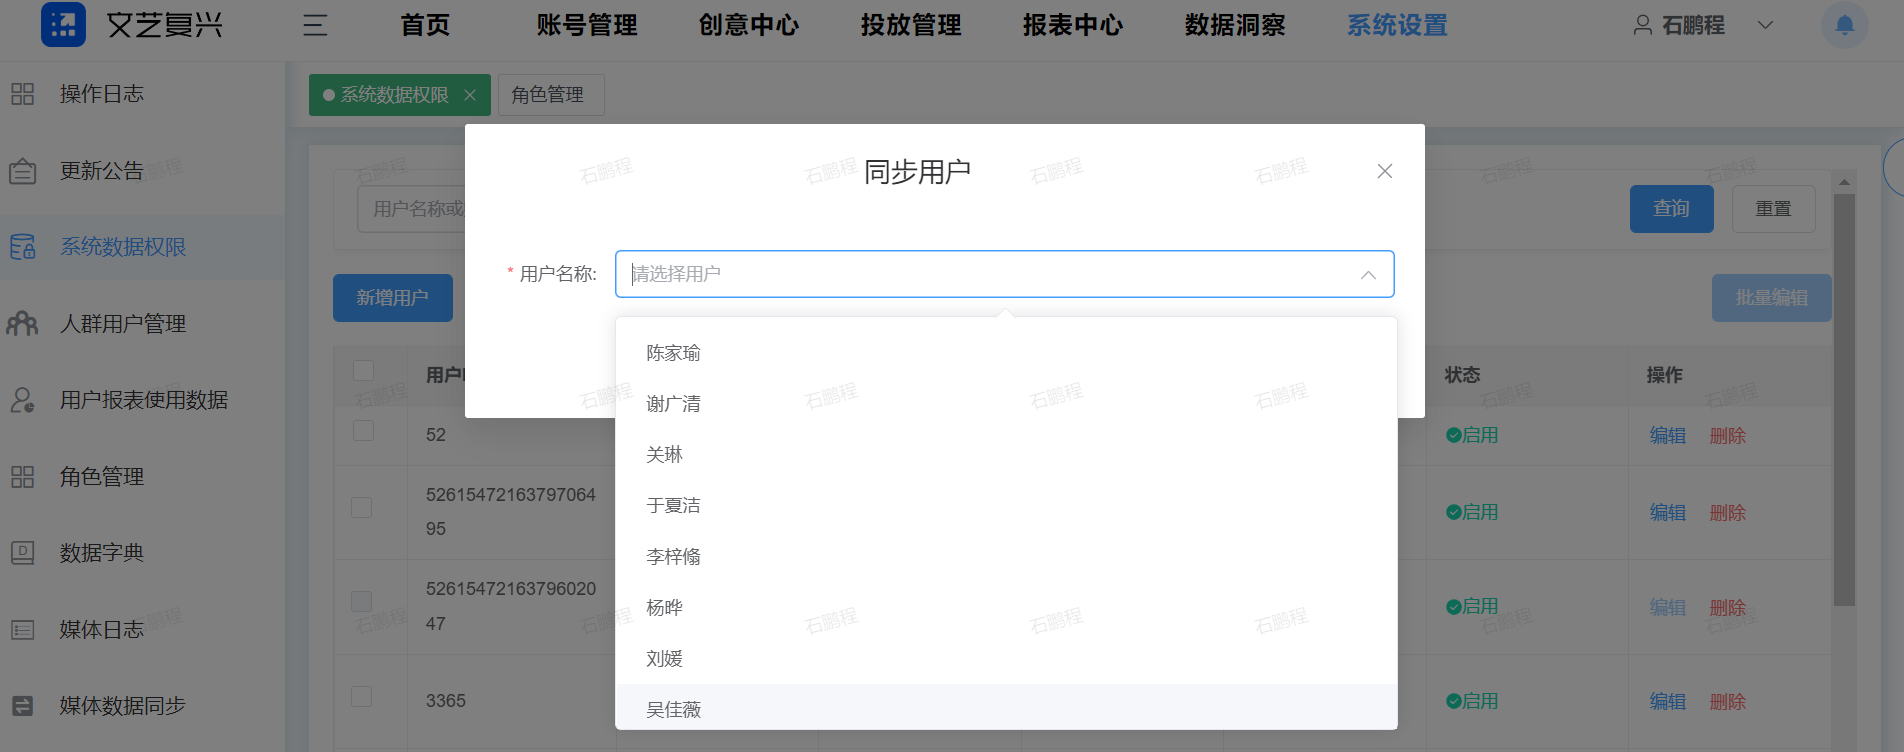 文艺复兴
首页 账号管理 创意中心 投放管理 报表中心 数据洞察 系统设置
石鹏程
操作日志
更新公告
系统数据权限
人群用户管理
用户报表使用数据
角色管理
数据字典
媒体日志
媒体数据同步
系统数据权限 角色管理
用户名称或
查询 重置
新增用户 批量编辑
同步用户
* 用户名称: 请选择用户
陈家瑜
谢广清
关琳
于夏洁
李梓翛
杨晔
刘媛
吴佳薇
用户I 状态 操作
52 启用 编辑 删除
52615472163797064
95
启用 编辑 删除
52615472163796020
47
启用 编辑 删除
3365 启用 编辑 删除
石鹏程 石鹏程 石鹏程 石鹏程 石鹏程 石鹏程 石鹏程 石鹏程
石鹏程 石鹏程 石鹏程 石鹏程 石鹏程 石鹏程 石鹏程
石鹏程 石鹏程 石鹏程 石鹏程 石鹏程 石鹏程 石鹏程 石鹏程